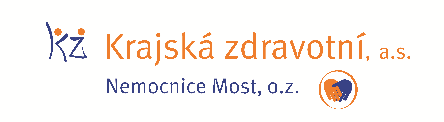 kz Krajská zdravotní, a.s.
Nemocnice Most, o.z.